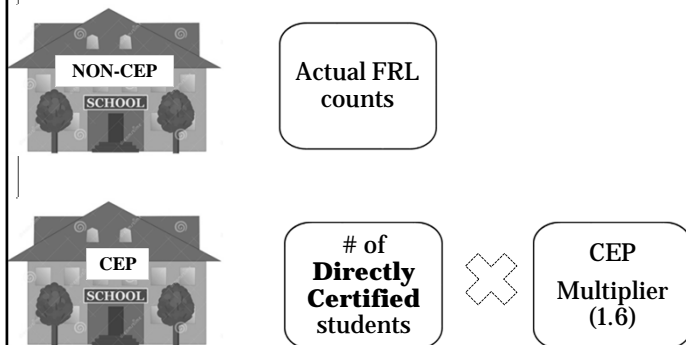 NON-CEP
SCHOOL
Actual FRL
counts
CEP
SCHOOL
# of
Directly
Certified
students
CEP
Multiplier
(1.6)